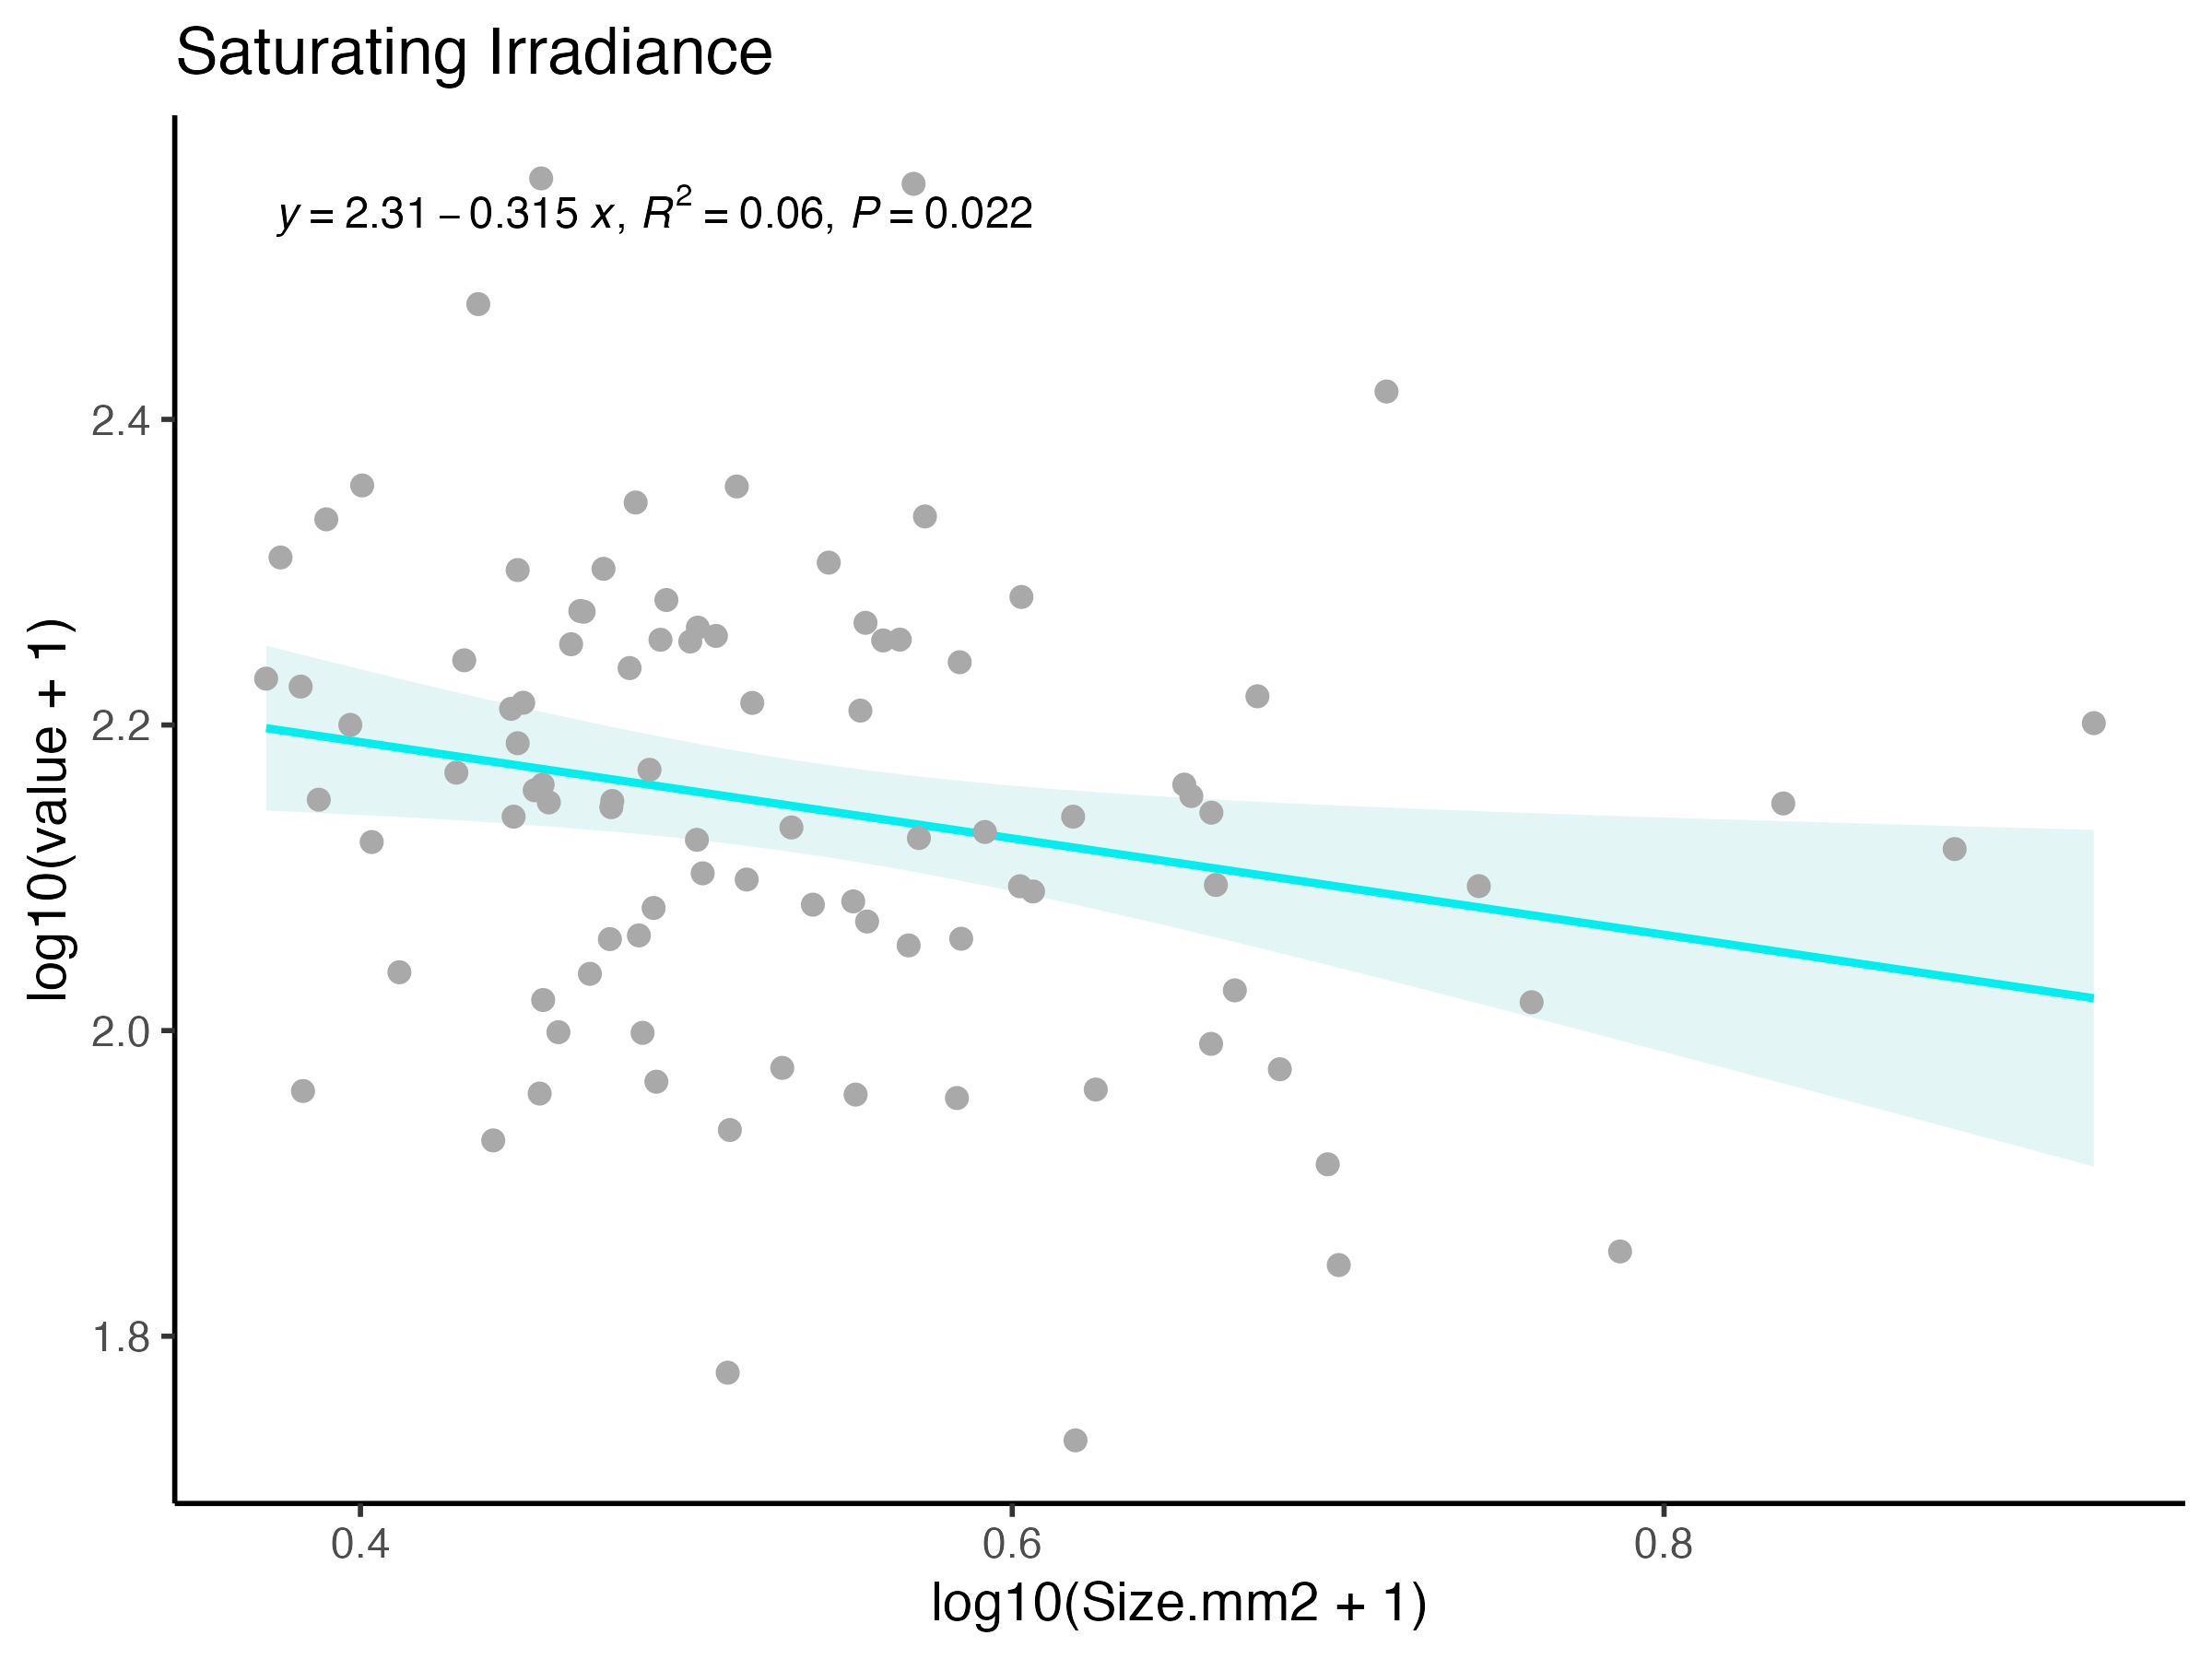 Saturating Irradiance
y = 2.31 − 0.315 x, R² = 0.06, P = 0.022
log10(value + 1)
2.4
2.2
2.0
1.8
0.4 0.6 0.8
log10(Size.mm2 + 1)